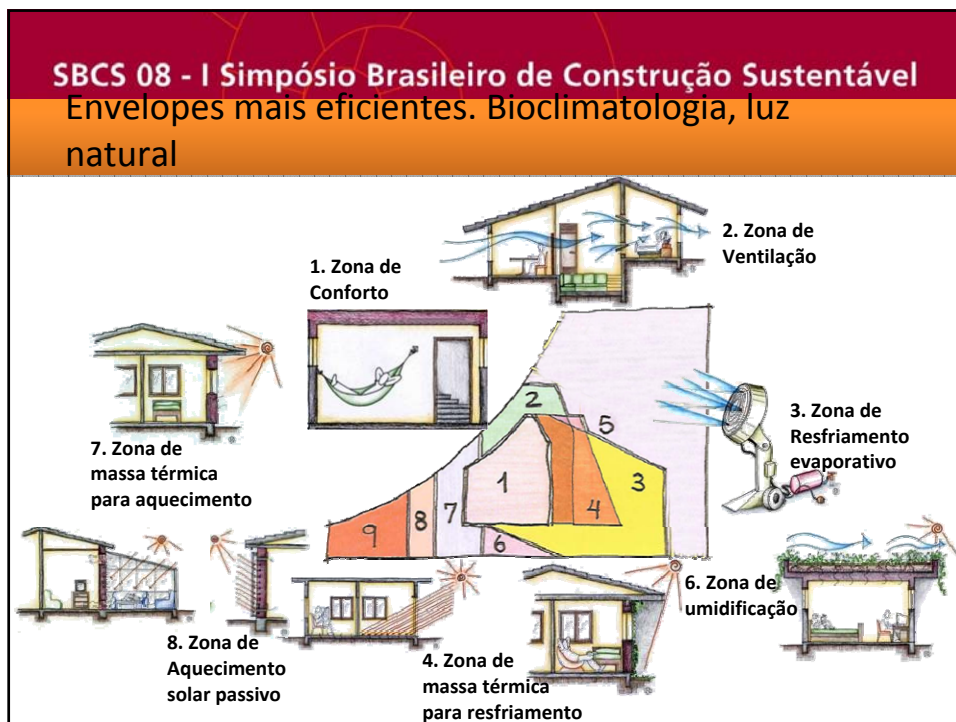 SBCS 08 - I Simpósio Brasileiro de Construção Sustentável
Envelopes mais eficientes. Bioclimatologia, luz
natural
2. Zona de
Ventilação
1. Zona de
Conforto
3. Zona de
Resfriamento
evaporativo
7. Zona de
massa térmica
para aquecimento
2
5
1
3
4
7
8
9
6
6. Zona de
umidificação
8. Zona de
Aquecimento
solar passivo
4. Zona de
massa térmica
para resfriamento